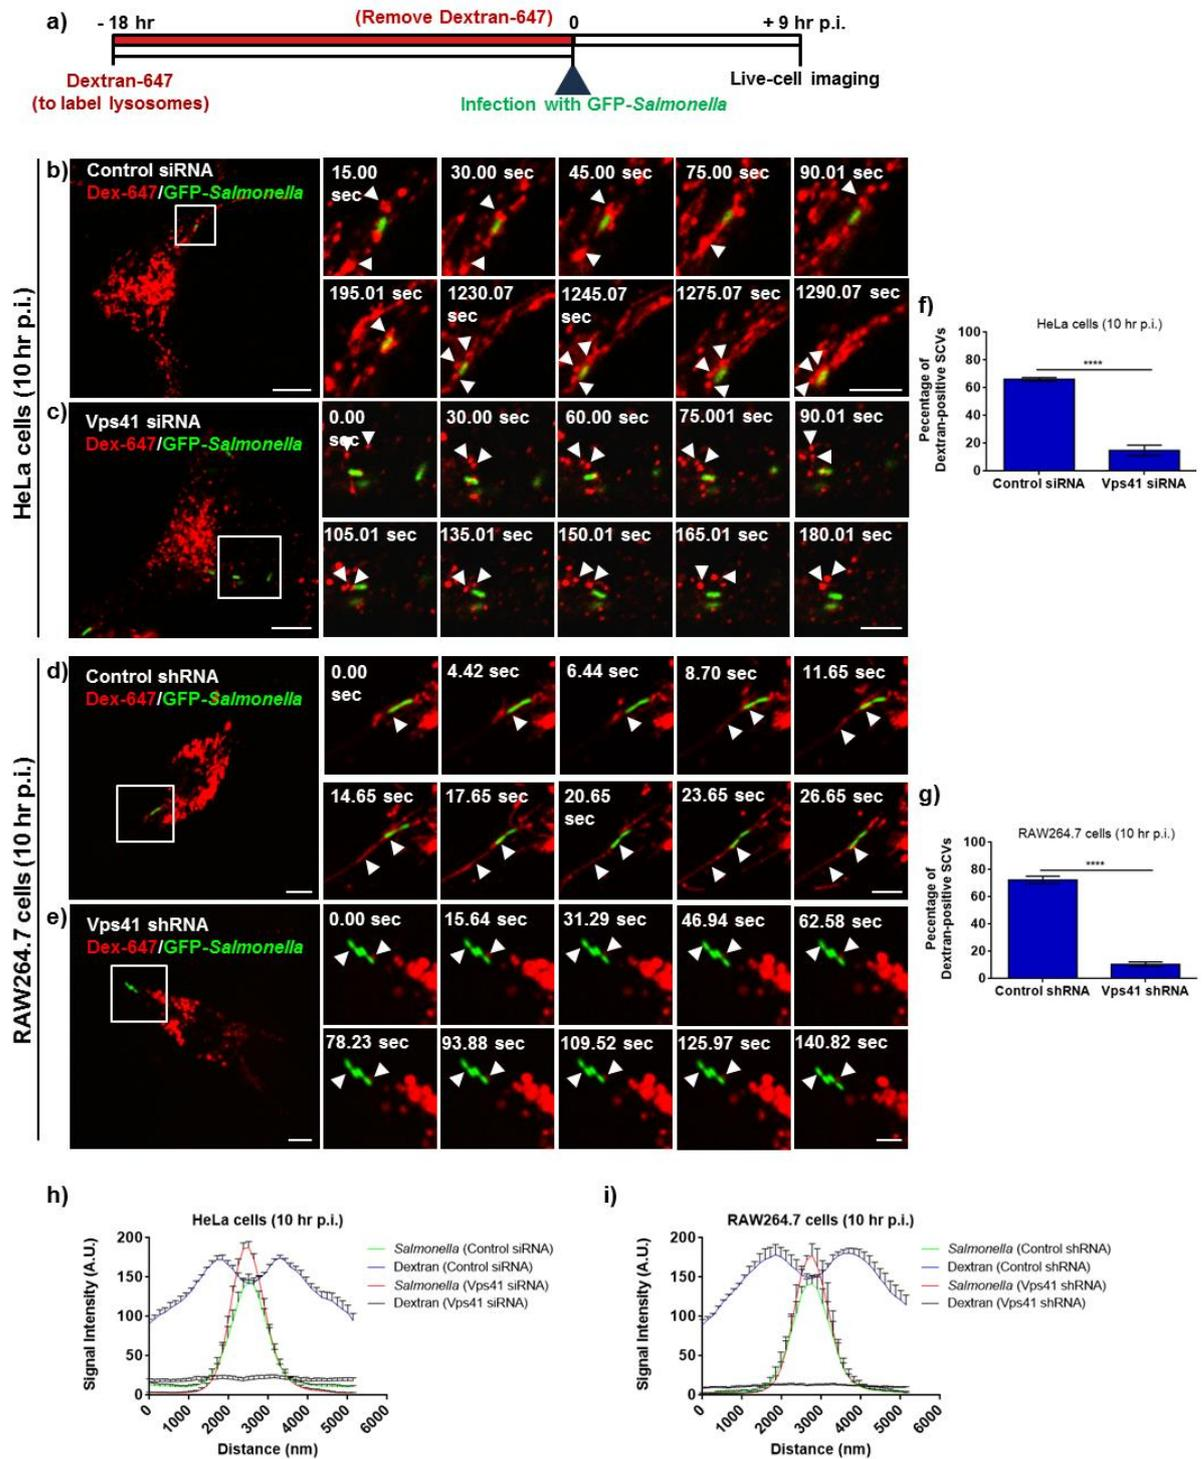 a)
- 18 hr
(Remove Dextran-647)
0
+ 9 hr p.i.
Dextran-647
(to label lysosomes)
Infection with GFP-Salmonella
Live-cell imaging
HeLa cells (10 hr p.i.)
b)
Control siRNA
Dex-647/GFP-Salmonella
15.00
sec
30.00 sec
45.00 sec
75.00 sec
90.01 sec
195.01 sec
1230.07
sec
1245.07
sec
1275.07 sec
1290.07 sec
c)
Vps41 siRNA
Dex-647/GFP-Salmonella
0.00
sec
30.00 sec
60.00 sec
75.001 sec
90.01 sec
105.01 sec
135.01 sec
150.01 sec
165.01 sec
180.01 sec
f)
HeLa cells (10 hr p.i.)
Pecentage of
Dextran-positive SCVs
100
80
60
40
20
0
****
Control siRNA
Vps41 siRNA
RAW264.7 cells (10 hr p.i.)
d)
Control shRNA
Dex-647/GFP-Salmonella
0.00
sec
4.42 sec
6.44 sec
8.70 sec
11.65 sec
14.65 sec
17.65 sec
20.65
sec
23.65 sec
26.65 sec
e)
Vps41 shRNA
Dex-647/GFP-Salmonella
0.00 sec
15.64 sec
31.29 sec
46.94 sec
62.58 sec
78.23 sec
93.88 sec
109.52 sec
125.97 sec
140.82 sec
g)
RAW264.7 cells (10 hr p.i.)
Pecentage of
Dextran-positive SCVs
100
80
60
40
20
0
****
Control shRNA
Vps41 shRNA
h)
HeLa cells (10 hr p.i.)
Signal Intensity (A.U.)
200
150
100
50
0
0
1000
2000
3000
4000
5000
6000
Distance (nm)
Salmonella (Control siRNA)
Dextran (Control siRNA)
Salmonella (Vps41 siRNA)
Dextran (Vps41 siRNA)
i)
RAW264.7 cells (10 hr p.i.)
Signal Intensity (A.U.)
200
150
100
50
0
0
1000
2000
3000
4000
5000
6000
Distance (nm)
Salmonella (Control shRNA)
Dextran (Control shRNA)
Salmonella (Vps41 shRNA)
Dextran (Vps41 shRNA)